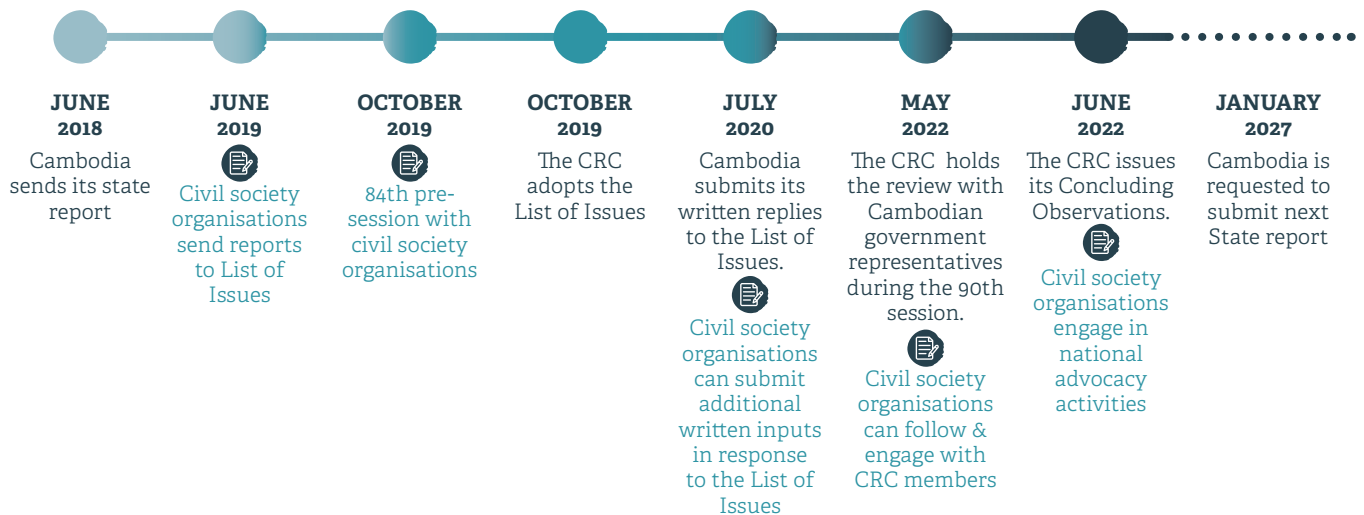 JUNE
2018
Cambodia
sends its state
report
JUNE
2019
Civil society
organisations
send reports
to List of
Issues
OCTOBER
2019
84th pre-
session with
civil society
organisations
OCTOBER
2019
The CRC
adopts the
List of Issues
JULY
2020
Cambodia
submits its
written replies
to the List of
Issues.
Civil society
organisations
can submit
additional
written inputs
in response
to the List of
Issues
MAY
2022
The CRC holds
the review with
Cambodian
government
representatives
during the 90th
session.
Civil society
organisations
can follow &
engage with
CRC members
JUNE
2022
The CRC issues
its Concluding
Observations.
Civil society
organisations
engage in
national
advocacy
activities
JANUARY
2027
Cambodia is
requested to
submit next
State report